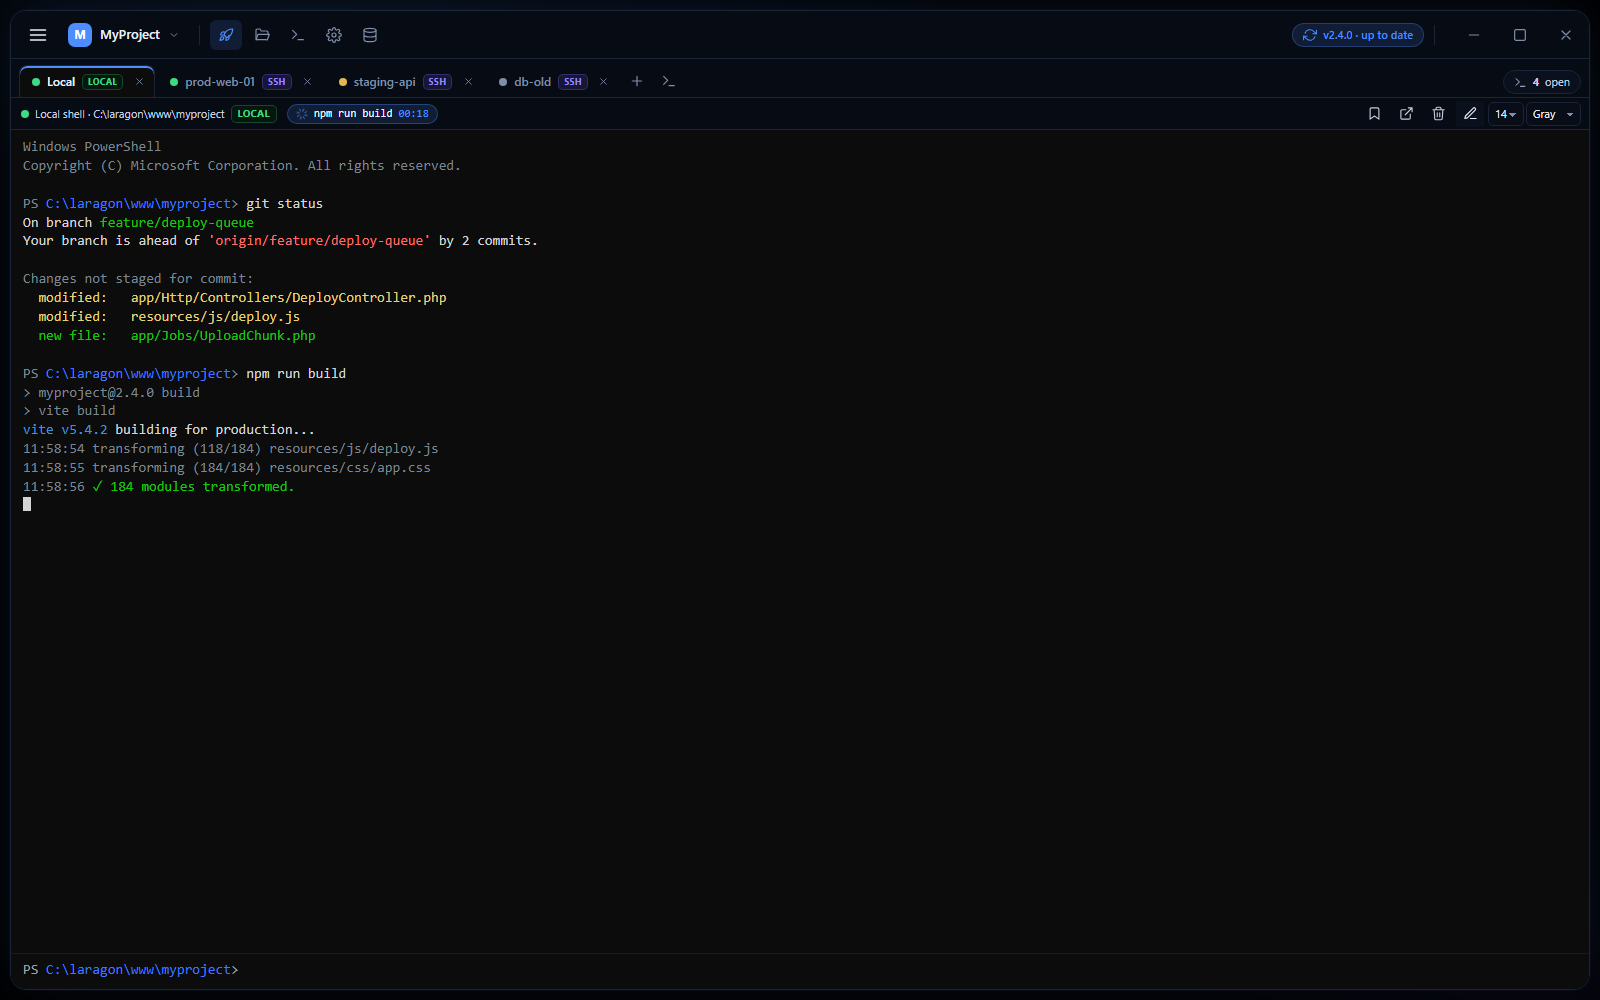 M MyProject
v2.4.0 · up to date
Local LOCAL
prod-web-01 SSH
staging-api SSH
db-old SSH
4 open
Local shell · C:\laragon\www\myproject LOCAL
npm run build 00:18
14
Gray
Windows PowerShell
Copyright (C) Microsoft Corporation. All rights reserved.
PS C:\laragon\www\myproject> git status
On branch feature/deploy-queue
Your branch is ahead of 'origin/feature/deploy-queue' by 2 commits.
Changes not staged for commit:
modified: app/Http/Controllers/DeployController.php
modified: resources/js/deploy.js
new file: app/Jobs/UploadChunk.php
PS C:\laragon\www\myproject> npm run build
> myproject@2.4.0 build
> vite build
vite v5.4.2 building for production...
11:58:54 transforming (118/184) resources/js/deploy.js
11:58:55 transforming (184/184) resources/css/app.css
11:58:56 ✓ 184 modules transformed.
PS C:\laragon\www\myproject>